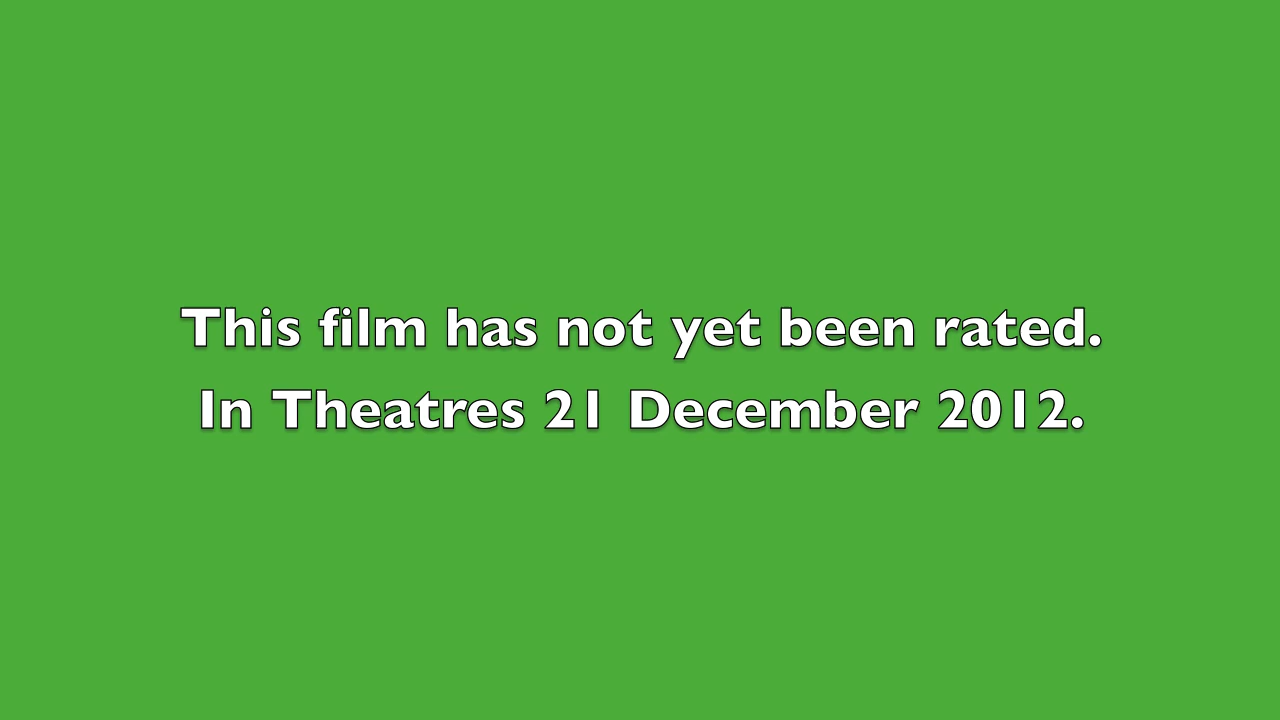 This film has not yet been rated.
In Theatres 21 December 2012.